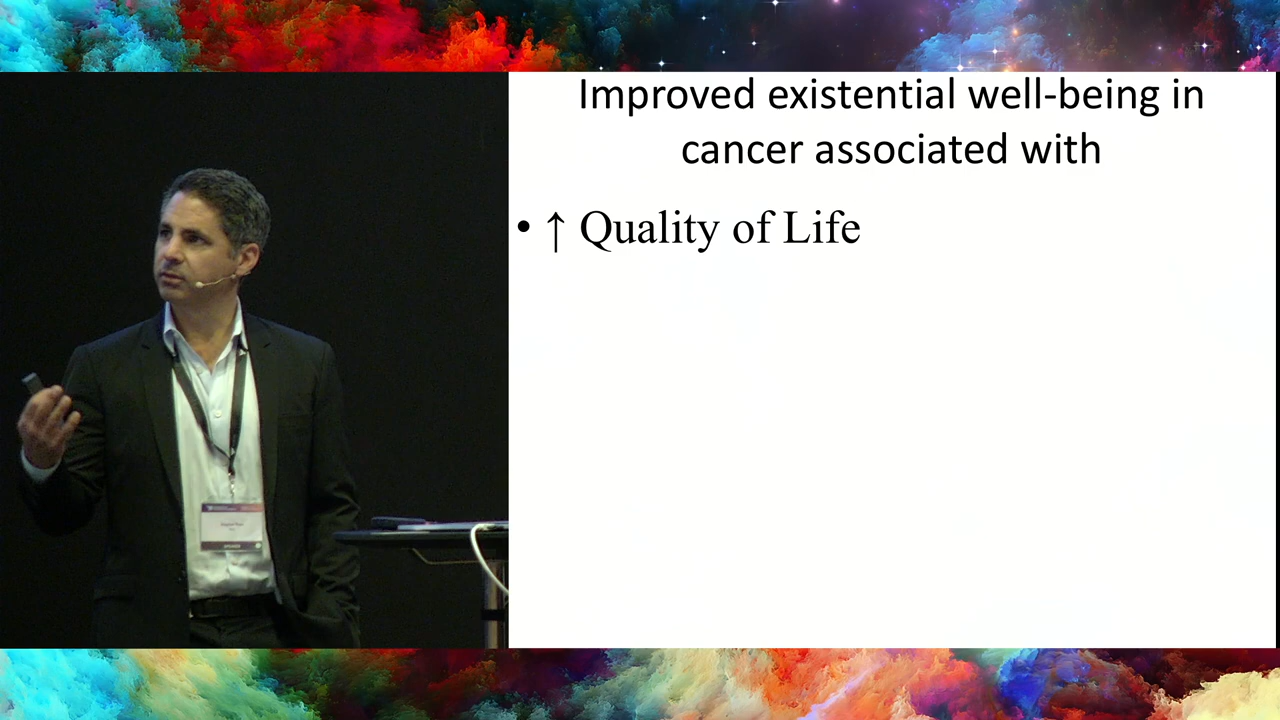 Improved existential well-being in
cancer associated with
• ↑ Quality of Life